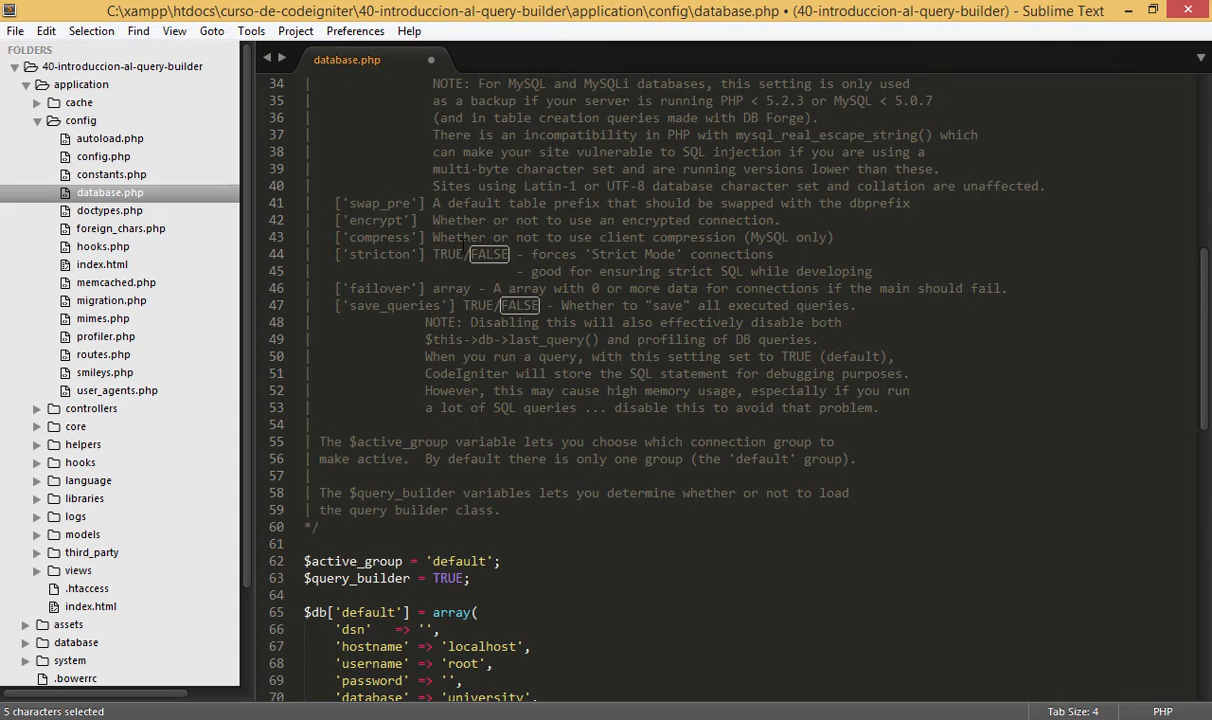 C:\xampp\htdocs\curso-de-codeigniter\40-introduccion-al-query-builder\application\config\database.php • (40-introduccion-al-query-builder) - Sublime Text
File Edit Selection Find View Goto Tools Project Preferences Help
FOLDERS
40-introduccion-al-query-builder
application
cache
config
autoload.php
config.php
constants.php
database.php
doctypes.php
foreign_chars.php
hooks.php
index.html
memcached.php
migration.php
mimes.php
profiler.php
routes.php
smileys.php
user_agents.php
controllers
core
helpers
hooks
language
libraries
logs
models
third_party
views
.htaccess
index.html
assets
database
system
.bowerrc
database.php
34 | NOTE: For MySQL and MySQLi databases, this setting is only used
35 | as a backup if your server is running PHP < 5.2.3 or MySQL < 5.0.7
36 | (and in table creation queries made with DB Forge).
37 | There is an incompatibility in PHP with mysql_real_escape_string() which
38 | can make your site vulnerable to SQL injection if you are using a
39 | multi-byte character set and are running versions lower than these.
40 | Sites using Latin-1 or UTF-8 database character set and collation are unaffected.
41 | ['swap_pre'] A default table prefix that should be swapped with the dbprefix
42 | ['encrypt'] Whether or not to use an encrypted connection.
43 | ['compress'] Whether or not to use client compression (MySQL only)
44 | ['stricton'] TRUE/FALSE - forces 'Strict Mode' connections
45 | - good for ensuring strict SQL while developing
46 | ['failover'] array - A array with 0 or more data for connections if the main should fail.
47 | ['save_queries'] TRUE/FALSE - Whether to "save" all executed queries.
48 | NOTE: Disabling this will also effectively disable both
49 | $this->db->last_query() and profiling of DB queries.
50 | When you run a query, with this setting set to TRUE (default),
51 | CodeIgniter will store the SQL statement for debugging purposes.
52 | However, this may cause high memory usage, especially if you run
53 | a lot of SQL queries ... disable this to avoid that problem.
54 |
55 | The $active_group variable lets you choose which connection group to
56 | make active. By default there is only one group (the 'default' group).
57 |
58 | The $query_builder variables lets you determine whether or not to load
59 | the query builder class.
60 */
61
62 $active_group = 'default';
63 $query_builder = TRUE;
64
65 $db['default'] = array(
66 'dsn' => '',
67 'hostname' => 'localhost',
68 'username' => 'root',
69 'password' => '',
70 'database' => 'university',
5 characters selected
Tab Size: 4 PHP